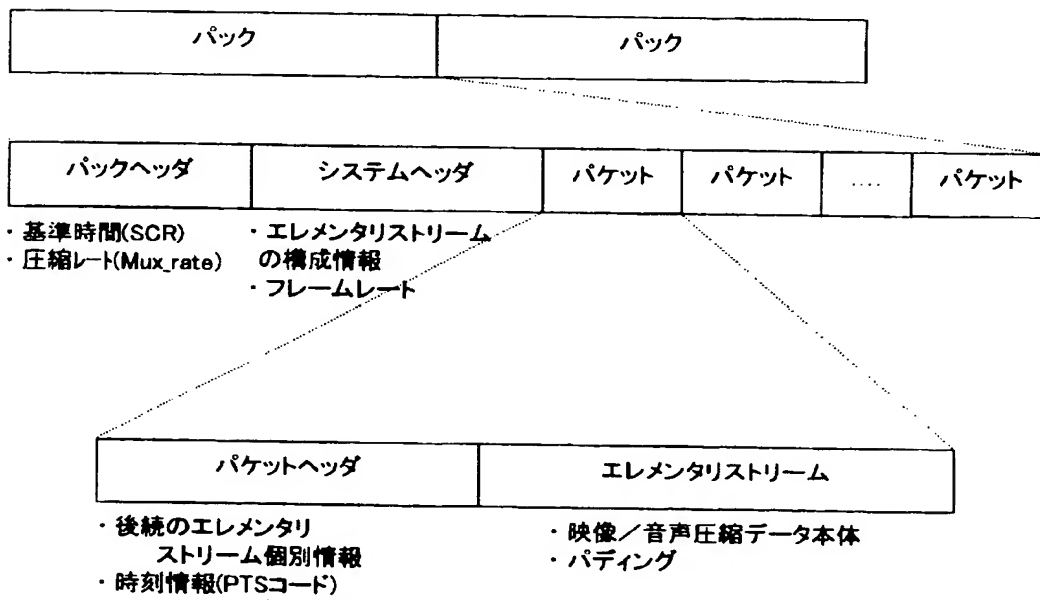 パック パック
パックヘッダ システムヘッダ パケット パケット .... パケット
・基準時間(SCR)
・圧縮レート(Mux_rate)
・エレメンタリストリーム
の構成情報
・フレームレート
パケットヘッダ エレメンタリストリーム
・後続のエレメンタリ
ストリーム個別情報
・時刻情報(PTSコード)
・映像／音声圧縮データ本体
・パディング